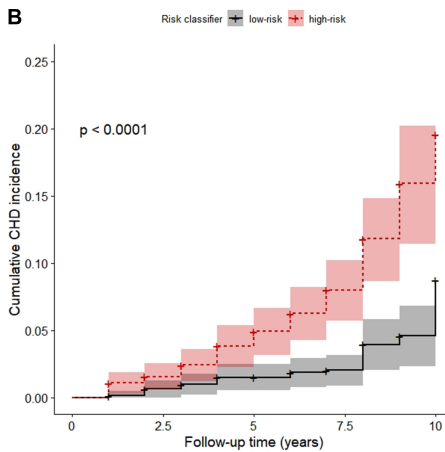 B
Risk classifier low-risk high-risk
0.25
0.20
p < 0.0001
0.15
0.10
0.05
0.00
Cumulative CHD incidence
0 2.5 5 7.5 10
Follow-up time (years)